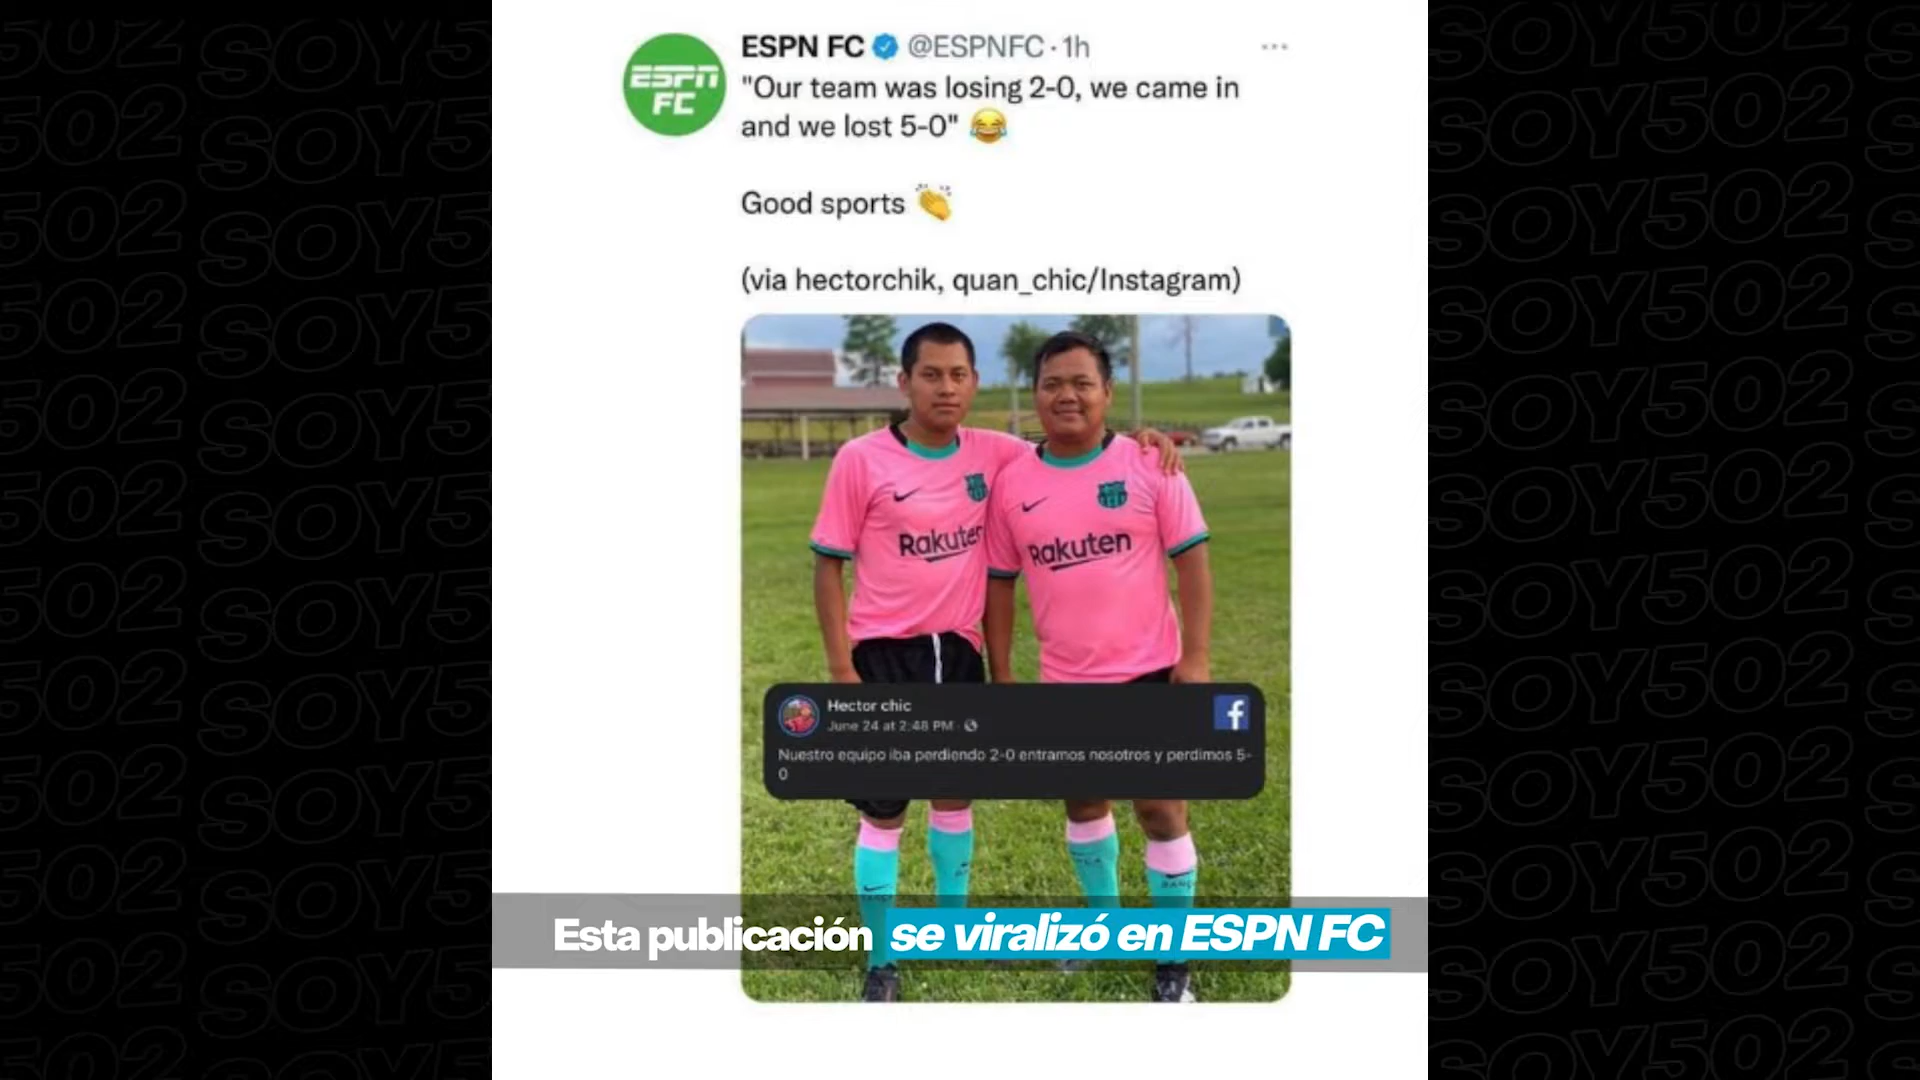 ESPN FC @ESPNFC · 1h
"Our team was losing 2-0, we came in
and we lost 5-0" 😂
Good sports 👏
(via hectorchik, quan_chic/Instagram)
ESPN
FC
Rakuten
Rakuten
Hector chic
June 24 at 2:48 PM ·
Nuestro equipo iba perdiendo 2-0 entramos nosotros y perdimos 5-
0
Esta publicación se viralizó en ESPN FC
SOY502